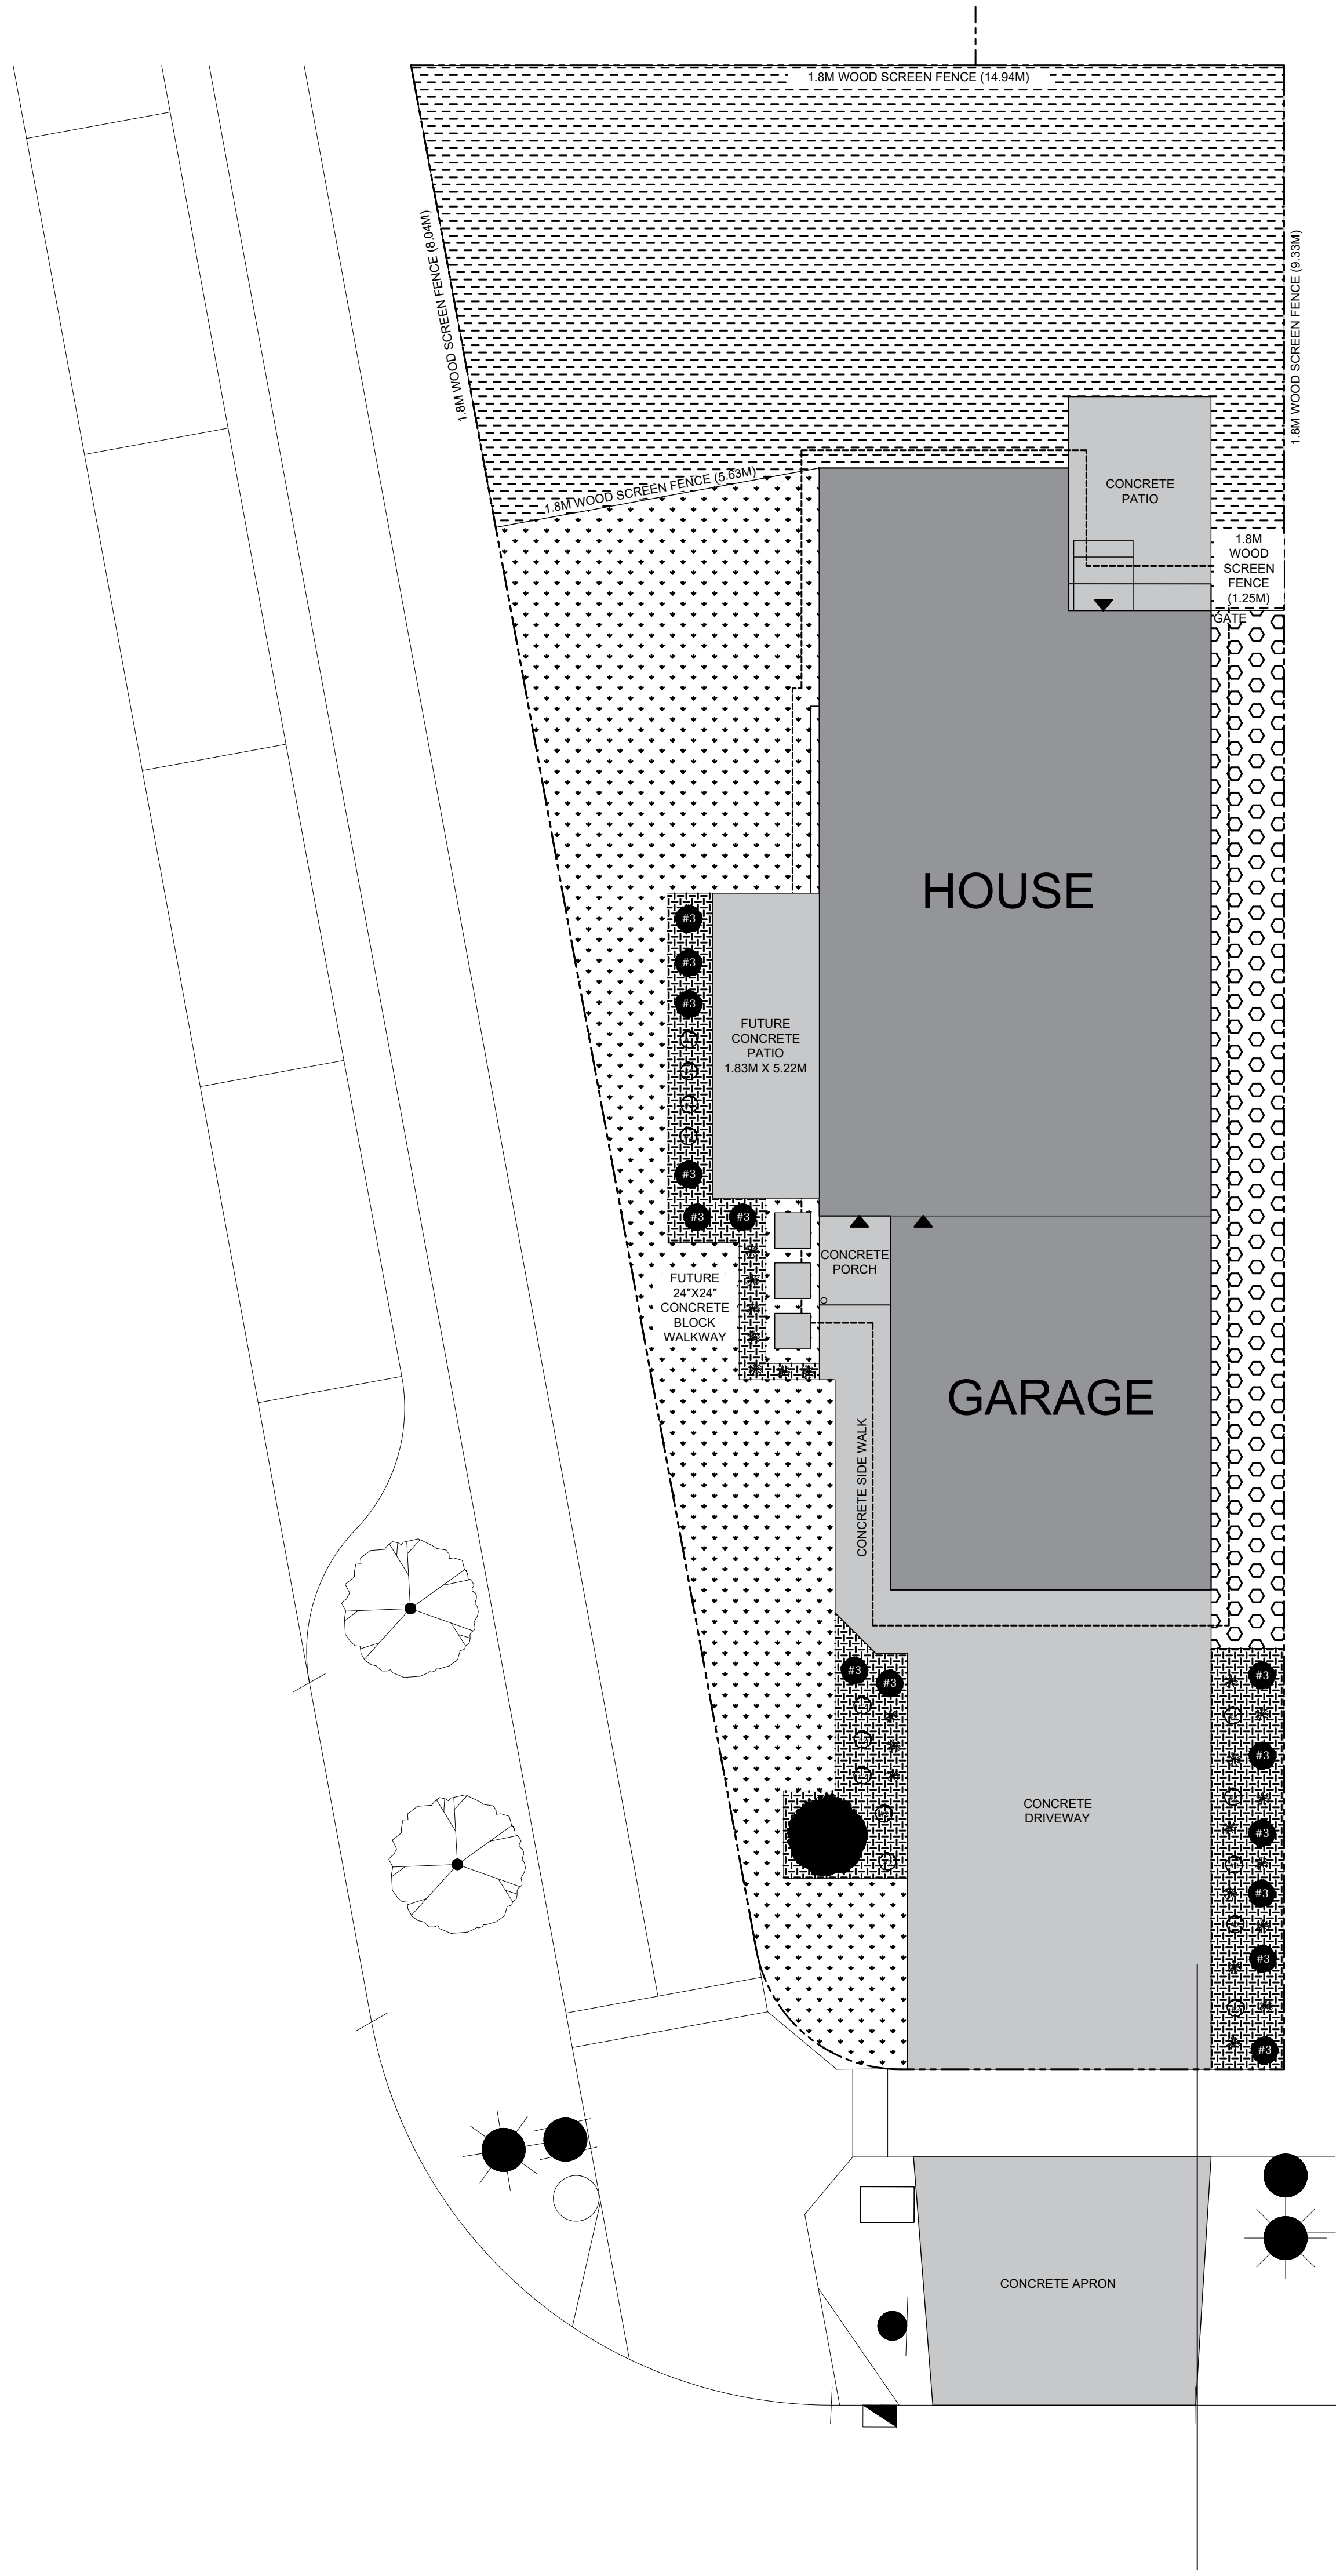 1.8M WOOD SCREEN FENCE (14.94M)
1.8M WOOD SCREEN FENCE (8.04M)
1.8M WOOD SCREEN FENCE (9.33M)
1.8M WOOD SCREEN FENCE (5.63M)
CONCRETE
PATIO
1.8M
WOOD
SCREEN
FENCE
(1.25M)
GATE
HOUSE
#3
#3
#3
FUTURE
CONCRETE
PATIO
1.83M X 5.22M
#3
#3
#3
CONCRETE
PORCH
FUTURE
24"X24"
CONCRETE
BLOCK
WALKWAY
GARAGE
CONCRETE SIDE WALK
#3
#3
#3
#3
#3
#3
#3
#3
CONCRETE
DRIVEWAY
CONCRETE APRON